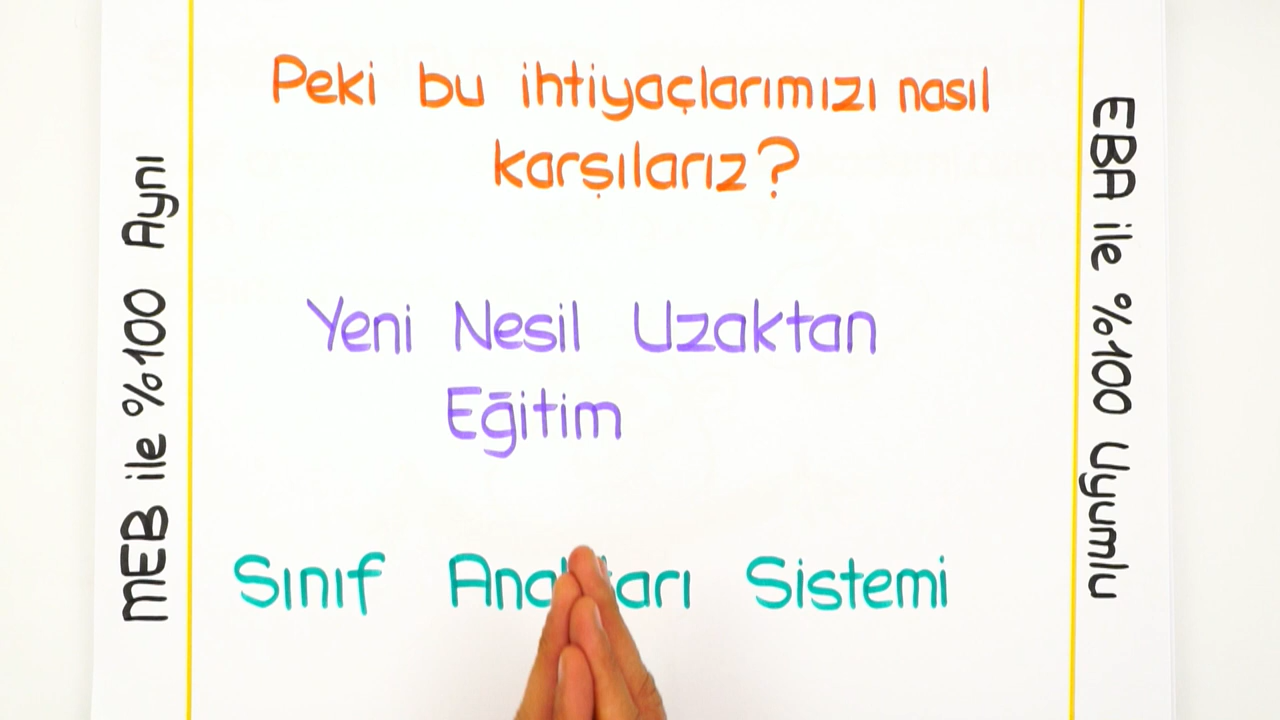 Peki bu ihtiyaçlarımızı nasıl
karşılarız?
Yeni Nesil Uzaktan
Eğitim
Sınıf Sistemi
MEB ile %100 Aynı
EBA ile %100 Uyumlu